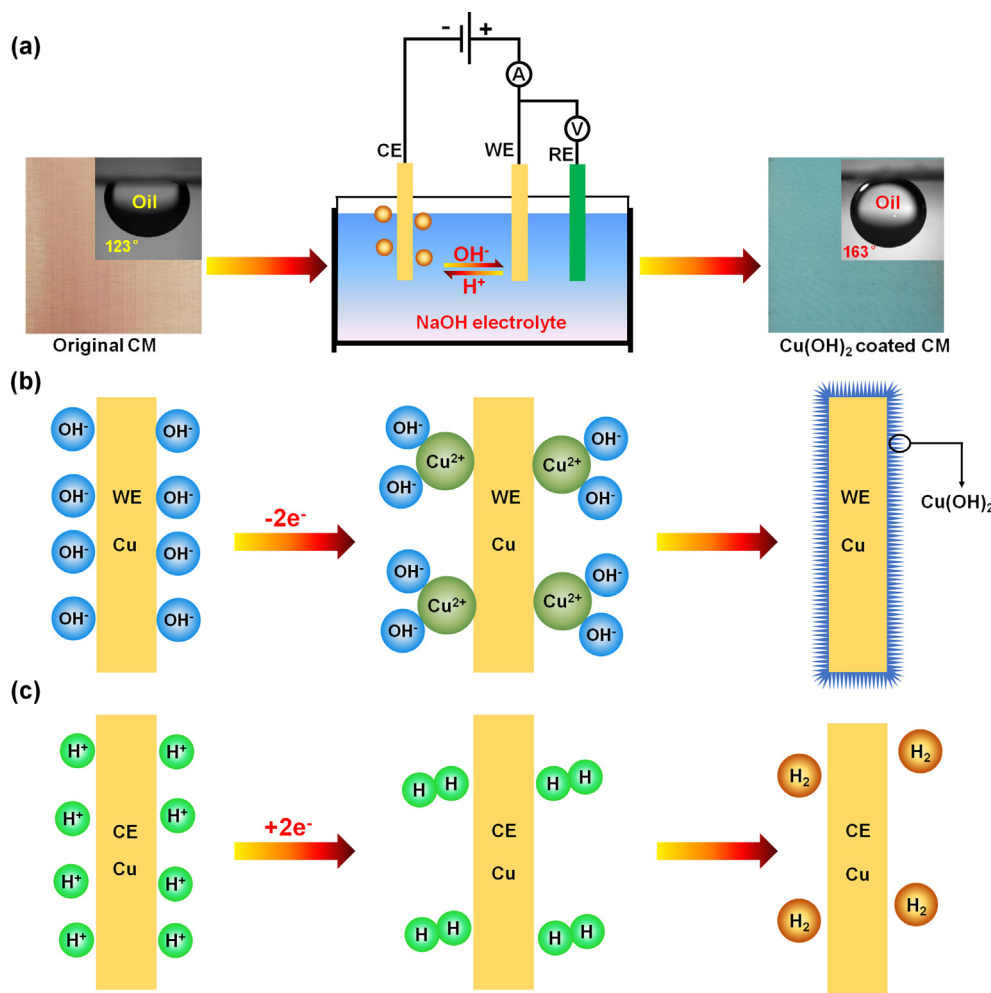 (a)
- +
A
V
CE
WE
RE
Oil
123°
OH⁻
H⁺
NaOH electrolyte
Oil
163°
Original CM
Cu(OH)₂ coated CM
(b)
OH⁻ OH⁻
OH⁻ WE OH⁻
OH⁻ Cu OH⁻
OH⁻ OH⁻
-2e⁻
OH⁻ OH⁻
Cu²⁺ Cu²⁺
OH⁻ WE OH⁻
Cu
OH⁻ OH⁻
Cu²⁺ Cu²⁺
OH⁻ OH⁻
WE
Cu
Cu(OH)₂
(c)
H⁺ H⁺
H⁺ H⁺
CE
Cu
H⁺ H⁺
H⁺ H⁺
+2e⁻
H H H H
CE
Cu
H H H H
H₂ H₂
CE
Cu
H₂ H₂